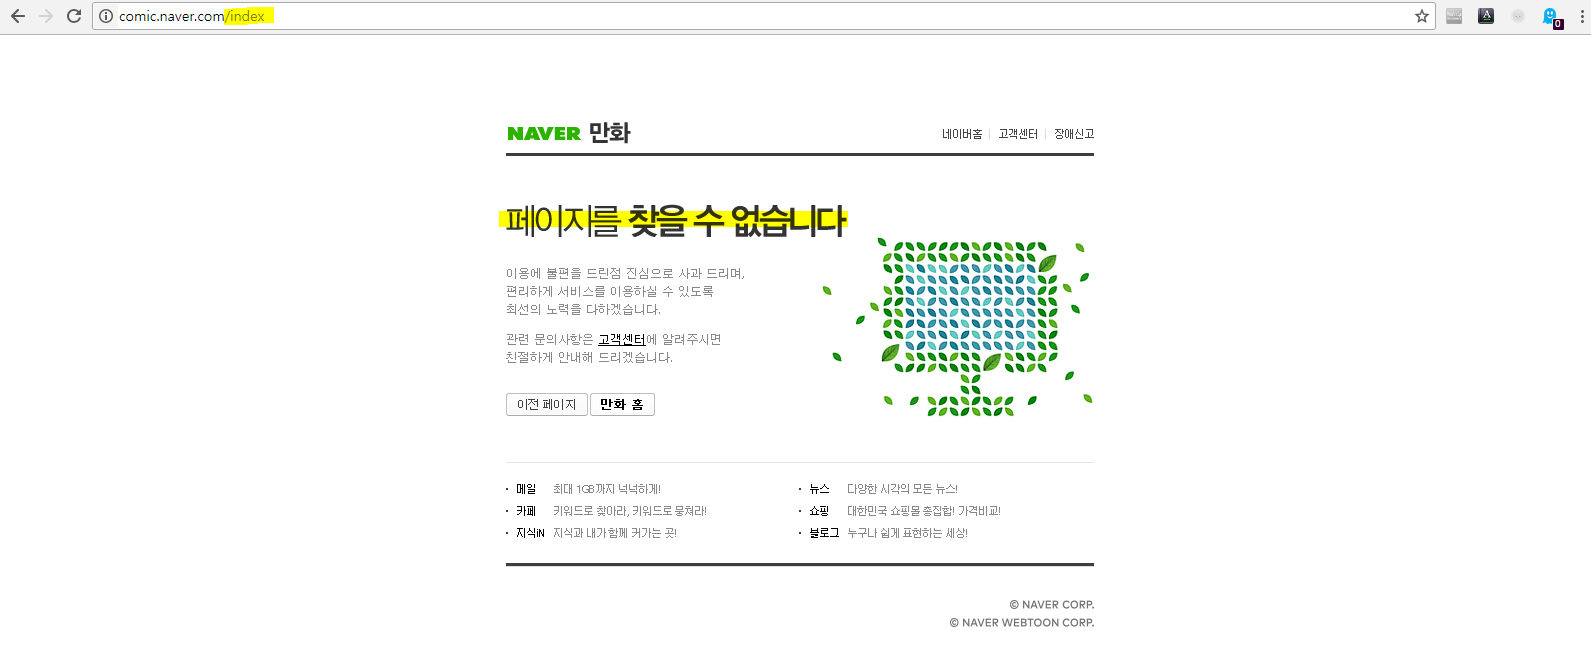 comic.naver.com/index
0
NAVER 만화
네이버홈 고객센터 장애신고
페이지를 찾을 수 없습니다
이용에 불편을 드린점 진심으로 사과 드리며,
편리하게 서비스를 이용하실 수 있도록
최선의 노력을 다하겠습니다.
관련 문의사항은 고객센터에 알려주시면
친절하게 안내해 드리겠습니다.
이전 페이지 만화 홈
· 메일 최대 1GB까지 넉넉하게!
· 뉴스 다양한 시각의 모든 뉴스!
· 카페 키워드로 찾아라, 키워드로 뭉쳐라!
· 쇼핑 대한민국 쇼핑몰 총집합! 가격비교!
· 지식iN 지식과 내가 함께 커가는 곳!
· 블로그 누구나 쉽게 표현하는 세상!
© NAVER CORP.
© NAVER WEBTOON CORP.